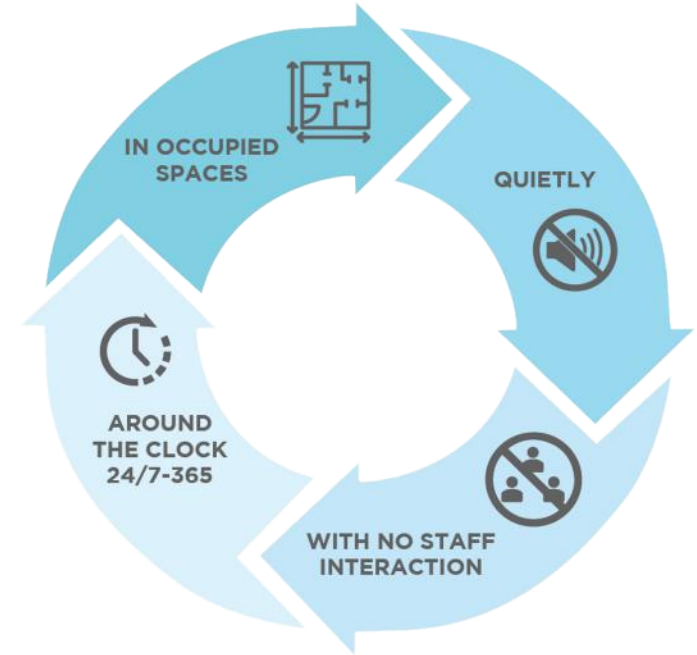 IN OCCUPIED
SPACES
QUIETLY
WITH NO STAFF
INTERACTION
AROUND
THE CLOCK
24/7-365